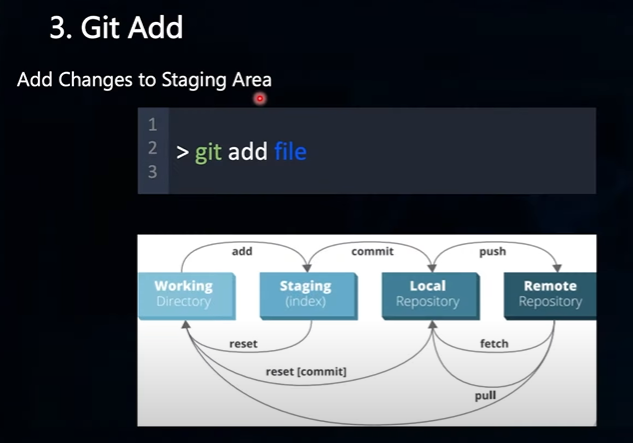 3. Git Add
Add Changes to Staging Area
1
2 > git add file
3
add commit push
Working Staging Local Remote
Directory (index) Repository Repository
reset fetch
reset [commit]
pull